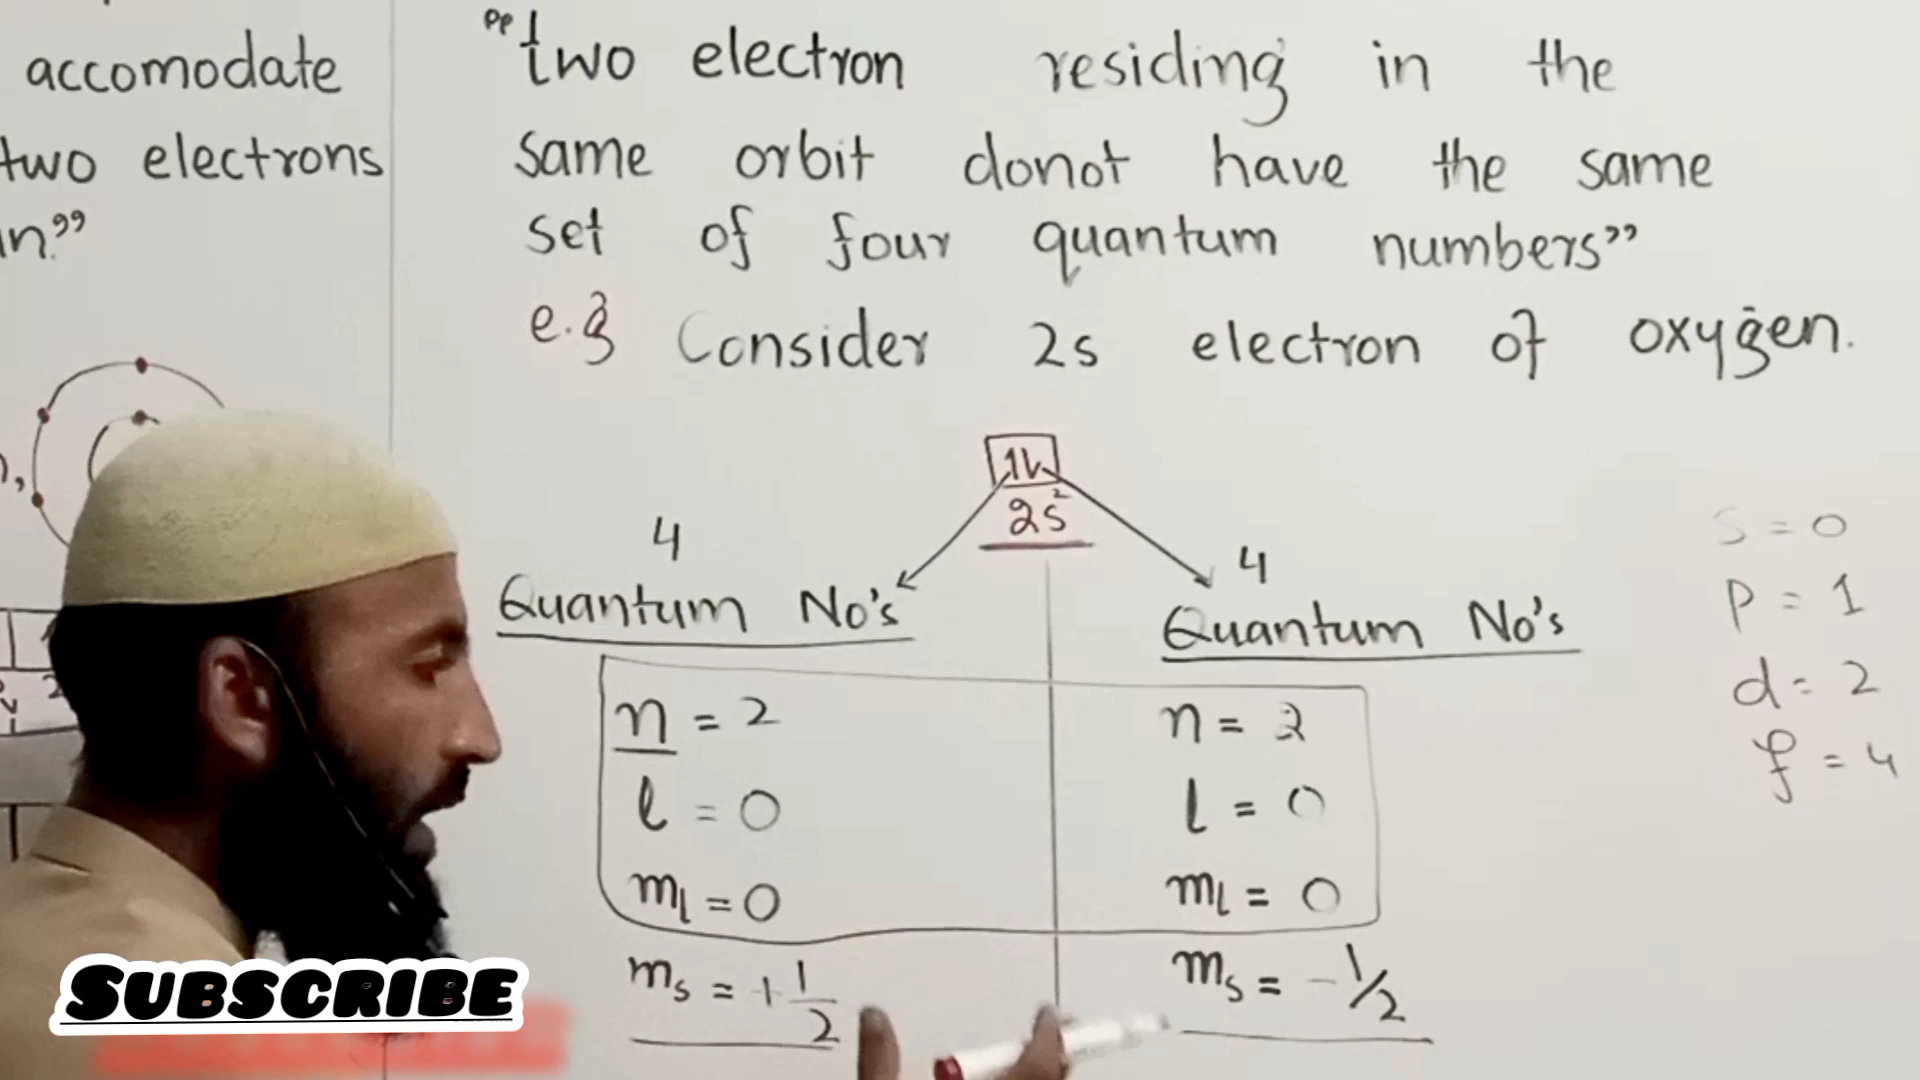 accomodate
two electrons
in.”
“two electron residing in the
same orbit donot have the same
set of four quantum numbers”
e.g Consider 2s electron of oxygen.
1L
2s²
4
Quantum No's
n = 2
l = 0
ml = 0
ms = +1/2
4
Quantum No's
n = 2
l = 0
ml = 0
ms = -1/2
S = 0
P = 1
d = 2
f = 4
SUBSCRIBE